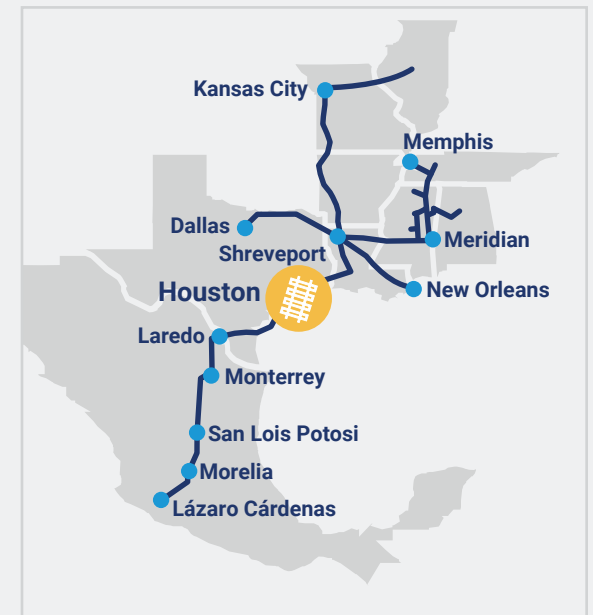 Kansas City
Memphis
Dallas
Shreveport
Meridian
Houston
New Orleans
Laredo
Monterrey
San Lois Potosi
Morelia
Lázaro Cárdenas